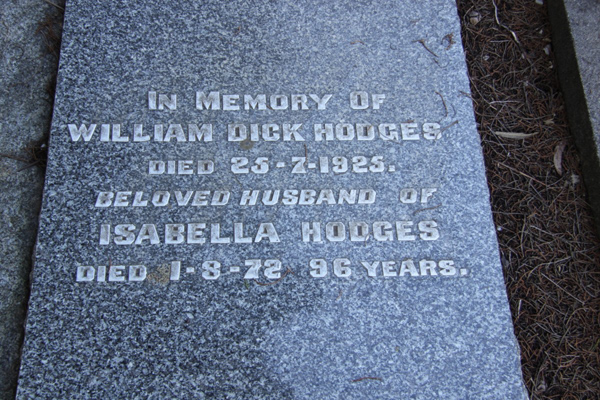 IN MEMORY OF
WILLIAM DICK HODGES
DIED 25-7-1925.
BELOVED HUSBAND OF
ISABELLA HODGES
DIED 1-8-72 96 YEARS.